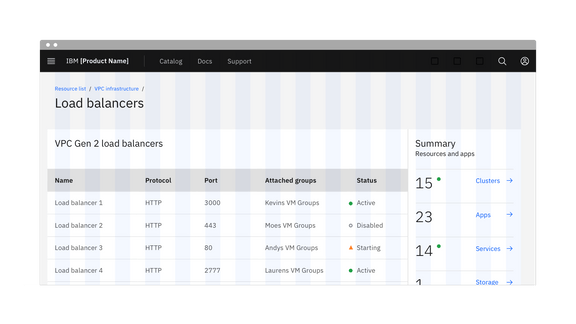 IBM [Product Name] Catalog Docs Support
Resource list / VPC infrastructure /
Load balancers
VPC Gen 2 load balancers
Name Protocol Port Attached groups Status
Load balancer 1 HTTP 3000 Kevins VM Groups Active
Load balancer 2 HTTP 443 Moes VM Groups Disabled
Load balancer 3 HTTP 80 Andys VM Groups Starting
Load balancer 4 HTTP 2777 Laurens VM Groups Active
Summary
Resources and apps
15 Clusters
23 Apps
14 Services
Storage